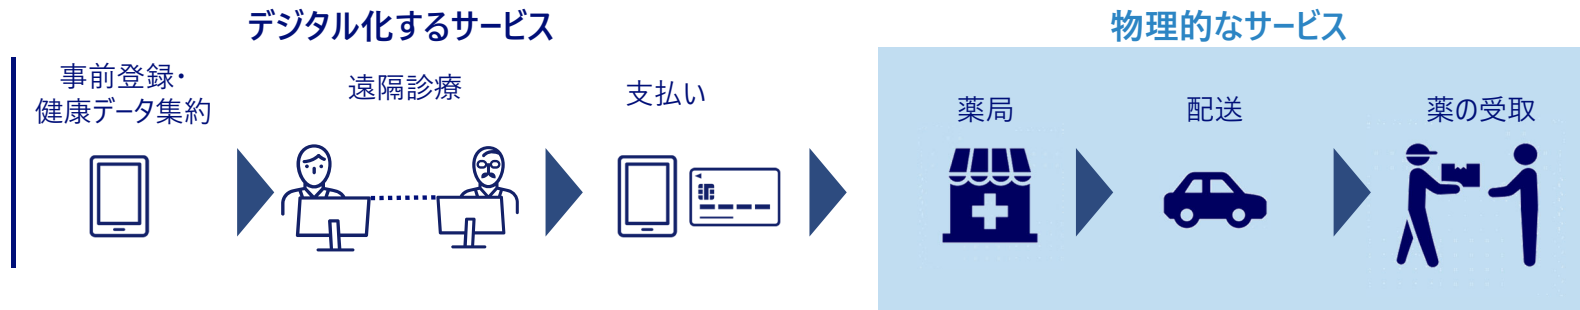 デジタル化するサービス
物理的なサービス
事前登録・
健康データ集約
遠隔診療
支払い
薬局
配送
薬の受取